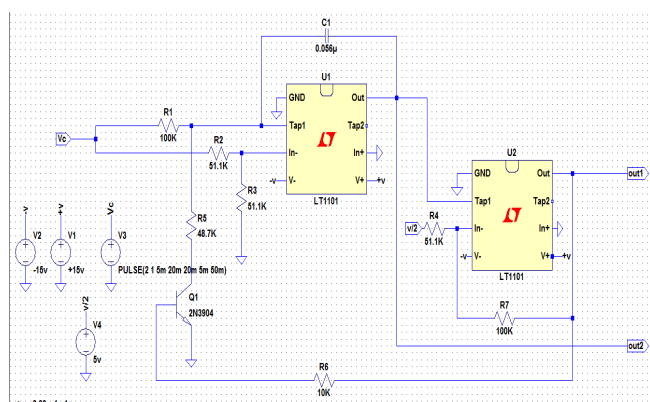 C1
0.056µ
U1
GND
Out
Tap1
Tap2
In-
In+
V-
V+
-v
+v
LT1101
Vc
R1
100K
R2
51.1K
R3
51.1K
R5
48.7K
U2
GND
Out
Tap1
Tap2
In-
In+
V-
V+
-v
+v
LT1101
out1
v/2
R4
51.1K
R7
100K
out2
-v
V2
-15v
+v
V1
+15v
Vc
V3
PULSE(2 1 5m 20m 20m 5m 50m)
Q1
2N3904
v/2
V4
5v
R6
10K